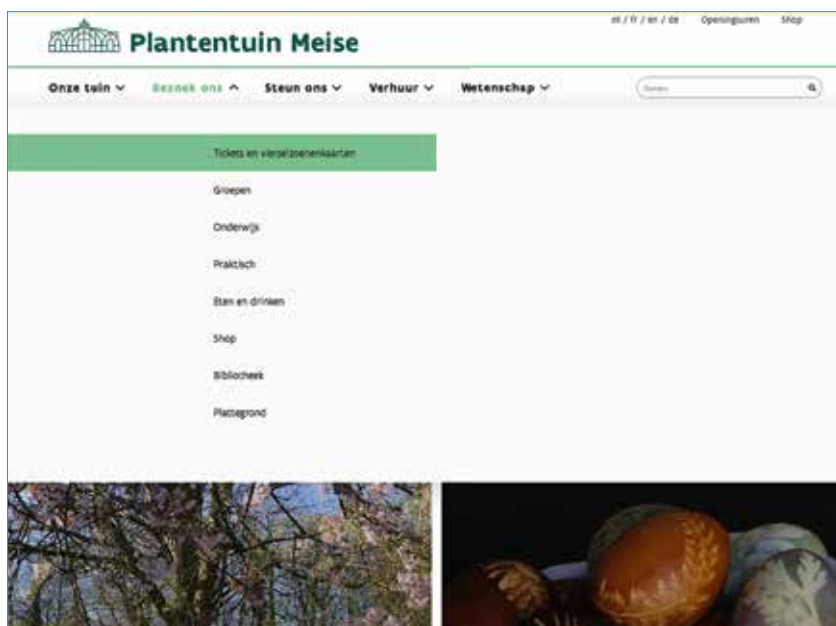 nl / fr / en / de Openingsuren Shop
Plantentuin Meise
Onze tuin Bezoek ons Steun ons Verhuur Wetenschap Zoeken
Tickets en vierseizoenenkaarten
Groepen
Onderwijs
Praktisch
Eten en drinken
Shop
Bibliotheek
Plattegrond